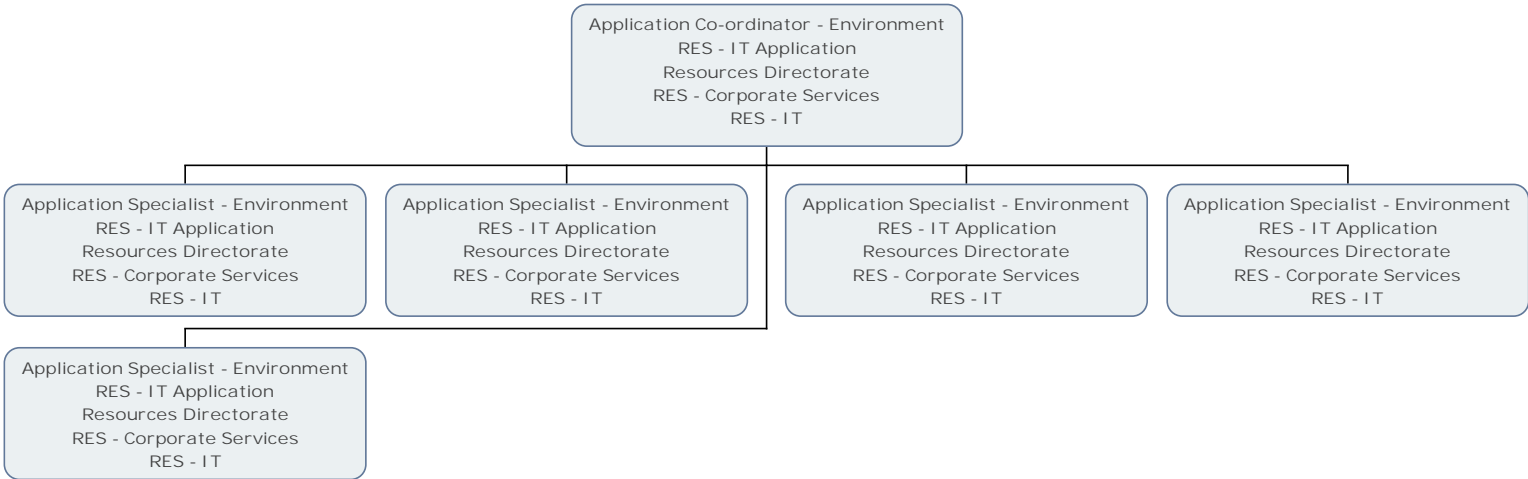 Application Co-ordinator - Environment
RES - IT Application
Resources Directorate
RES - Corporate Services
RES - IT
Application Specialist - Environment
RES - IT Application
Resources Directorate
RES - Corporate Services
RES - IT
Application Specialist - Environment
RES - IT Application
Resources Directorate
RES - Corporate Services
RES - IT
Application Specialist - Environment
RES - IT Application
Resources Directorate
RES - Corporate Services
RES - IT
Application Specialist - Environment
RES - IT Application
Resources Directorate
RES - Corporate Services
RES - IT
Application Specialist - Environment
RES - IT Application
Resources Directorate
RES - Corporate Services
RES - IT